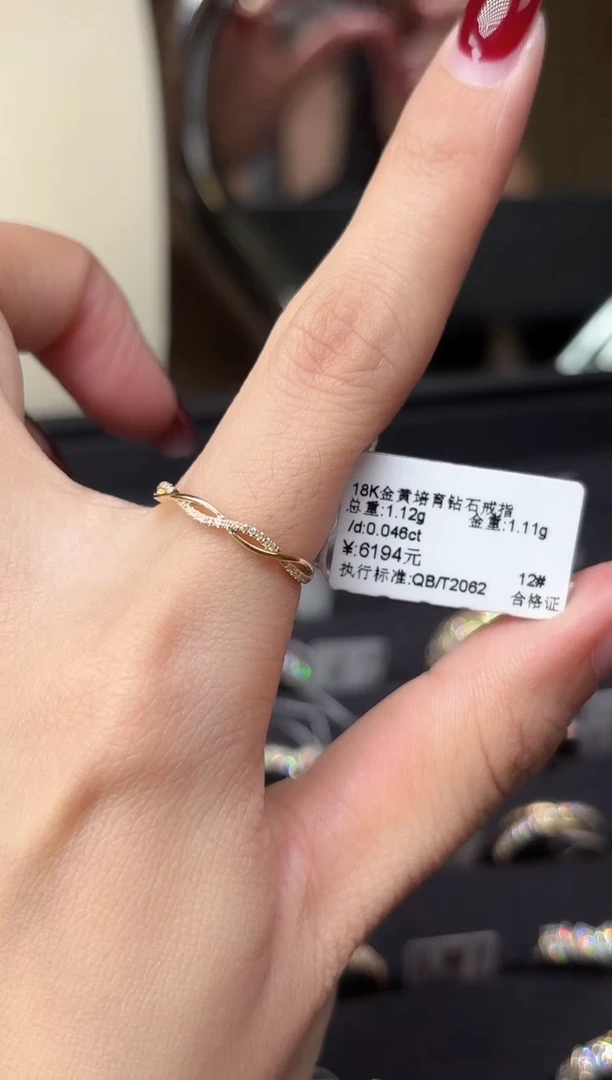 18K金黄培育钻石戒指
总重:1.12g 金重:1.11g
/d:0.046ct
¥:6194元
执行标准:QB/T2062 12#
合格证